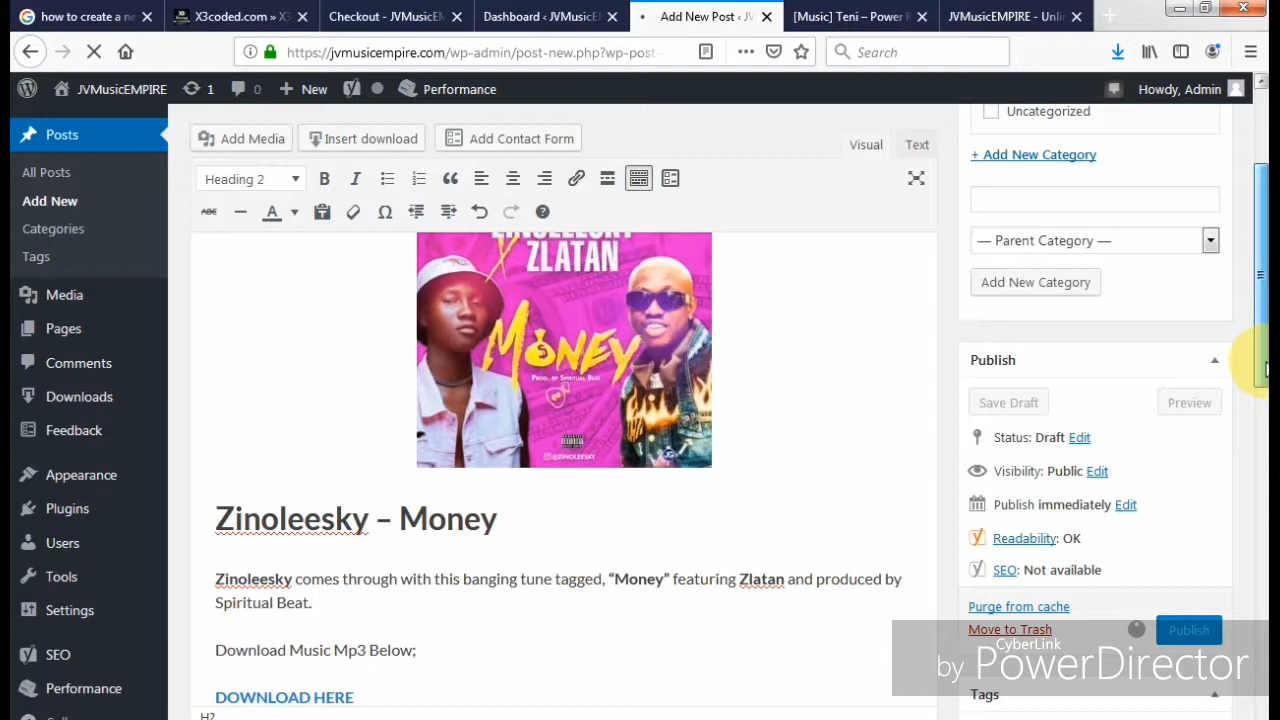 how to create a ne
X3coded.com » X3
Checkout - JVMusicEM
Dashboard ‹ JVMusicE
Add New Post ‹ JV
[Music] Teni – Power R
JVMusicEMPIRE - Unli
https://jvmusicempire.com/wp-admin/post-new.php?wp-post-
Search
JVMusicEMPIRE
1
0
New
Performance
Howdy, Admin
Posts
All Posts
Add New
Categories
Tags
Media
Pages
Comments
Downloads
Feedback
Appearance
Plugins
Users
Tools
Settings
SEO
Performance
Add Media
Insert download
Add Contact Form
Visual
Text
Heading 2
ZLATAN
MONEY
PROD. BY SPIRITUAL BEAT
@ZINOLEESKY
Zinoleesky – Money
Zinoleesky comes through with this banging tune tagged, “Money” featuring Zlatan and produced by
Spiritual Beat.
Download Music Mp3 Below;
DOWNLOAD HERE
H2
Uncategorized
+ Add New Category
— Parent Category —
Add New Category
Publish
Save Draft
Preview
Status: Draft Edit
Visibility: Public Edit
Publish immediately Edit
Readability: OK
SEO: Not available
Purge from cache
Move to Trash
Publish
CyberLink
by PowerDirector
Tags